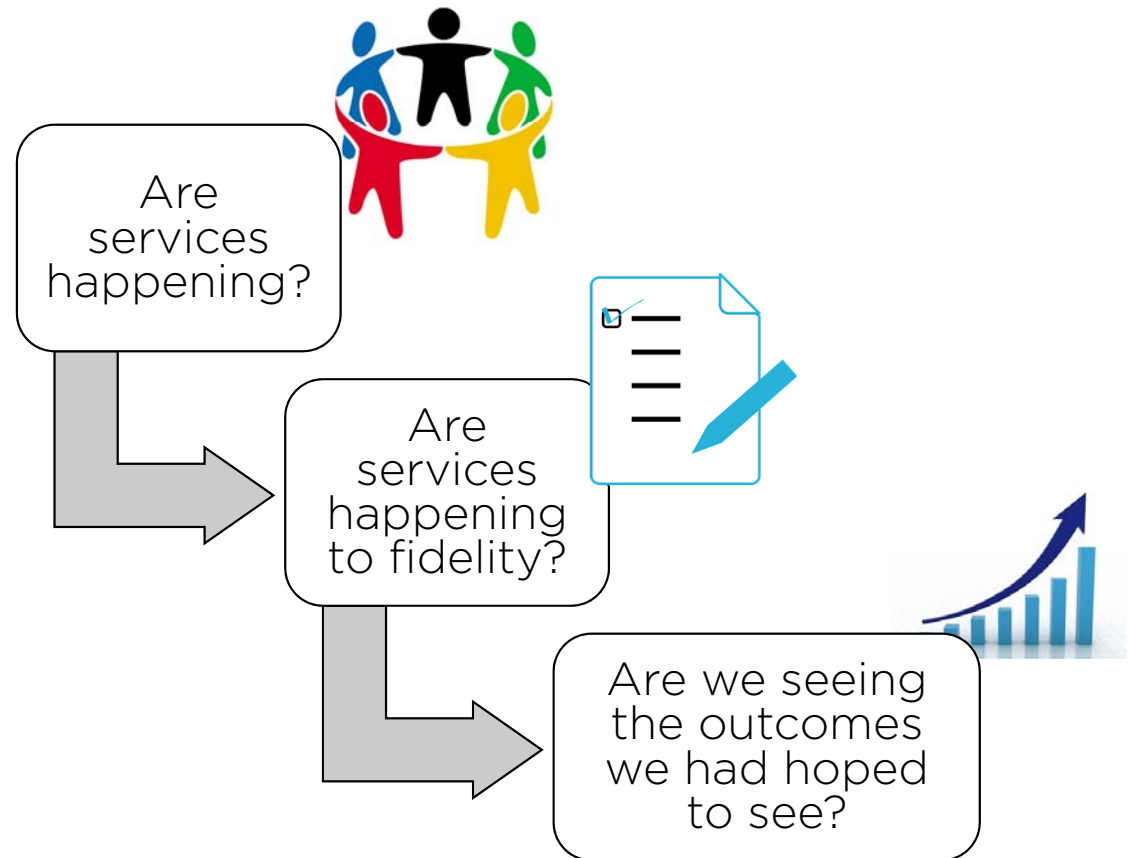 Are
services
happening?
Are
services
happening
to fidelity?
Are we seeing
the outcomes
we had hoped
to see?